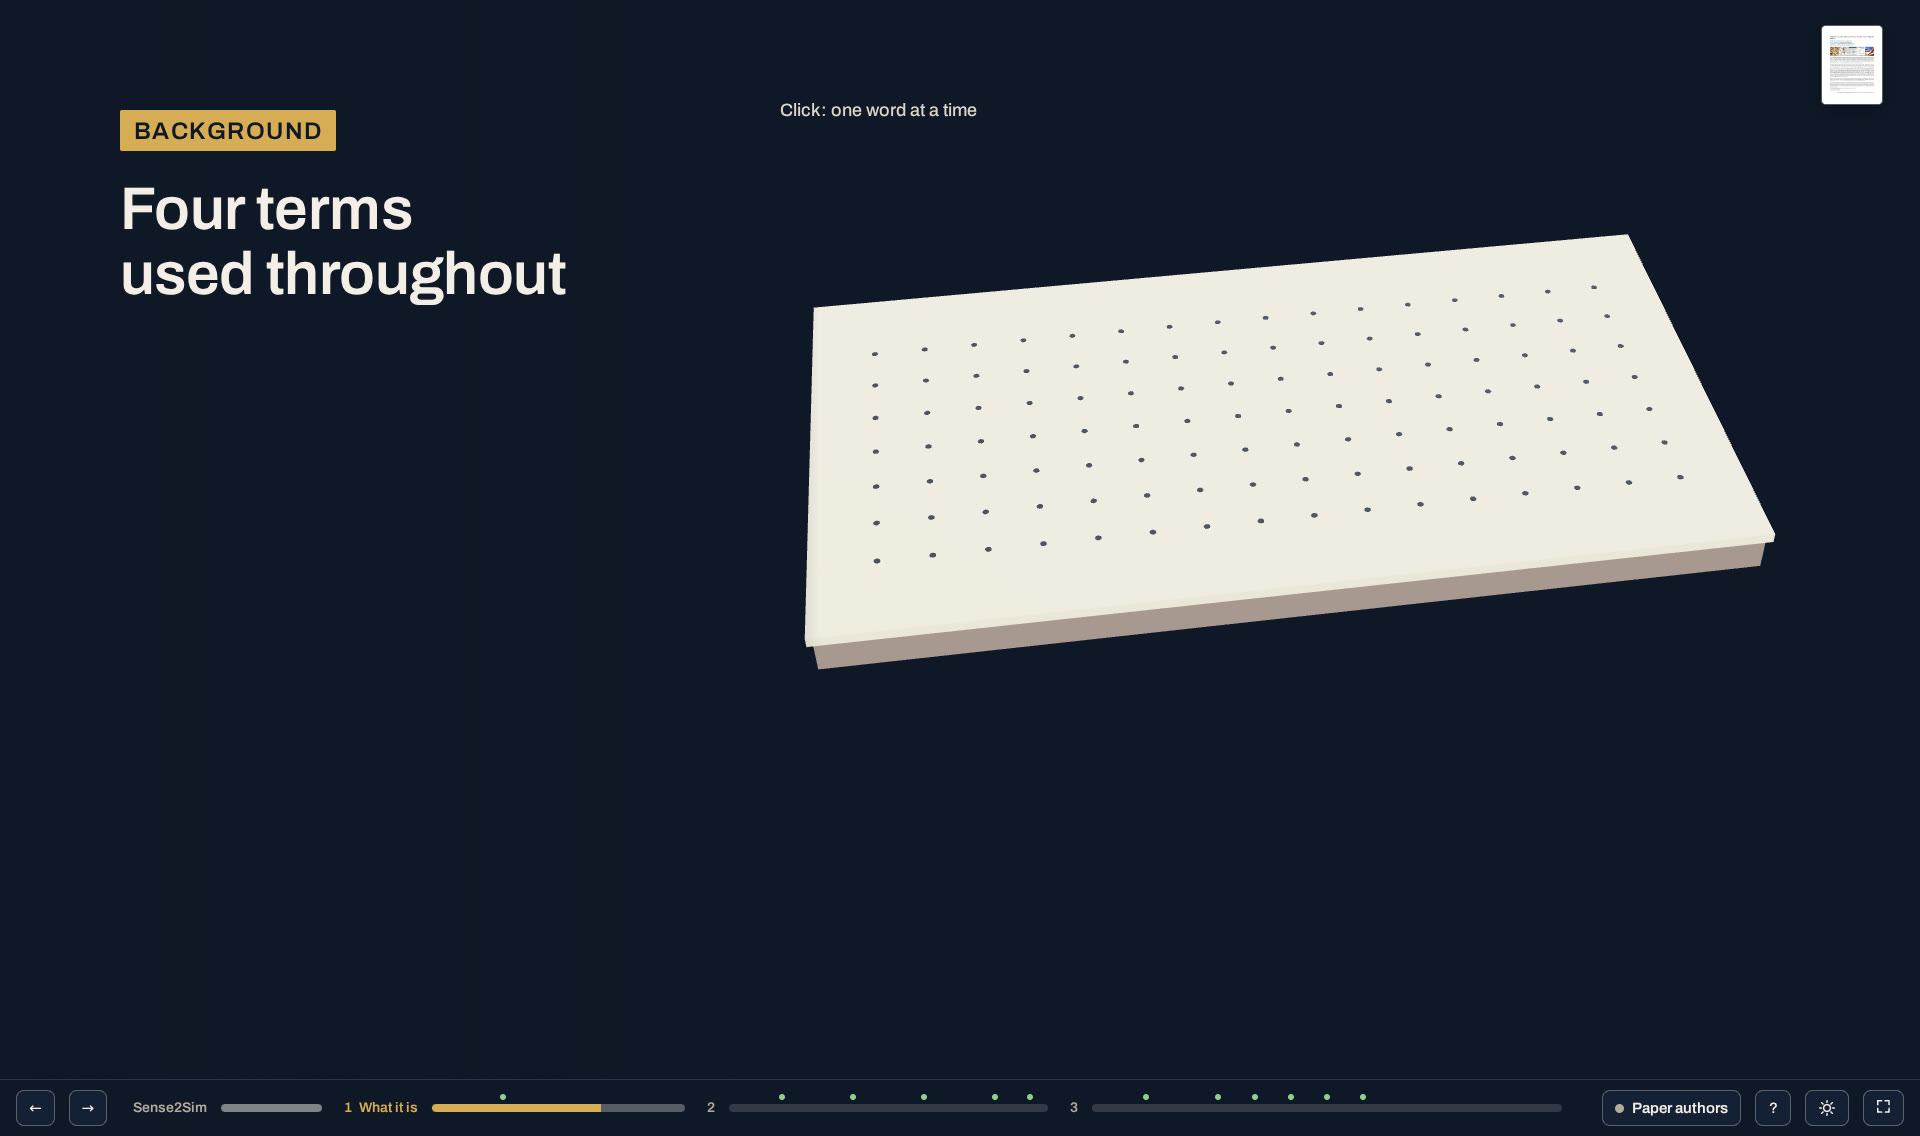 BACKGROUND
Four terms
used throughout
Click: one word at a time
← → Sense2Sim 1 What it is 2 3 Paper authors ?